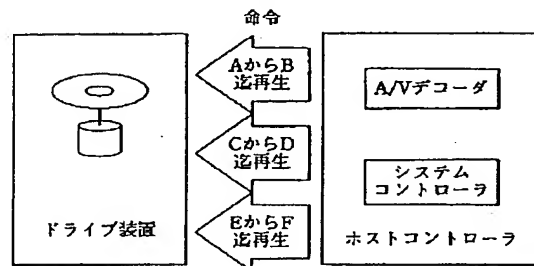 命令
AからB
迄再生
CからD
迄再生
EからF
迄再生
ドライブ装置
A/Vデコーダ
システム
コントローラ
ホストコントローラ